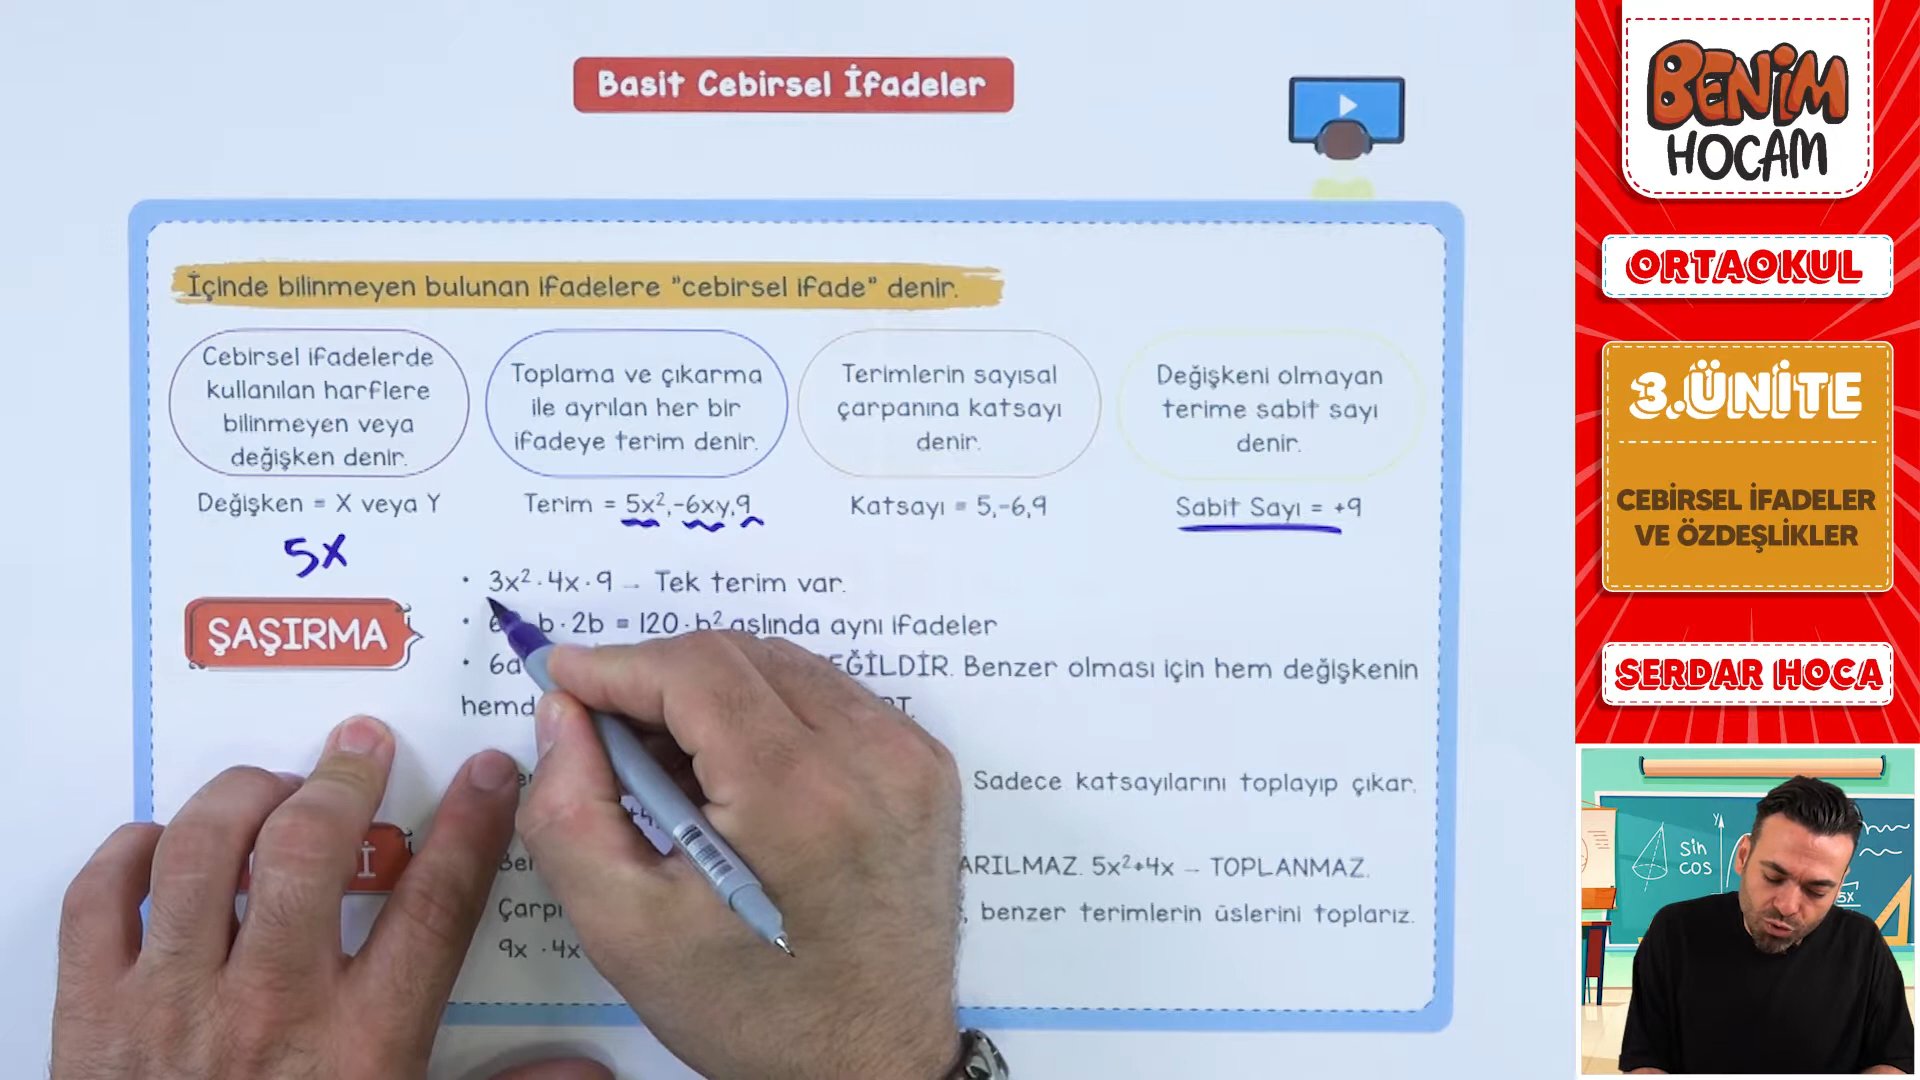 Basit Cebirsel İfadeler
İçinde bilinmeyen bulunan ifadelere "cebirsel ifade" denir.
Cebirsel ifadelerde
kullanılan harflere
bilinmeyen veya
değişken denir.
Değişken = X veya Y
Toplama ve çıkarma
ile ayrılan her bir
ifadeye terim denir.
Terim = 5x²,-6xy,9
Terimlerin sayısal
çarpanına katsayı
denir.
Katsayı = 5,-6,9
Değişkeni olmayan
terime sabit sayı
denir.
Sabit Sayı = +9
5x
ŞAŞIRMA
• 3x² · 4x · 9 → Tek terim var.
• b · 2b = 120 · b² aslında aynı ifadeler
• 6a EĞİLDİR. Benzer olması için hem değişkenin
hemd
Sadece katsayılarını toplayıp çıkar.
ARILMAZ. 5x²+4x → TOPLANMAZ.
Çarpı , benzer terimlerin üslerini toplarız.
9x · 4x
BENİM
HOCAM
ORTAOKUL
3.ÜNİTE
CEBİRSEL İFADELER
VE ÖZDEŞLİKLER
SERDAR HOCA
Sin
cos
y
5x